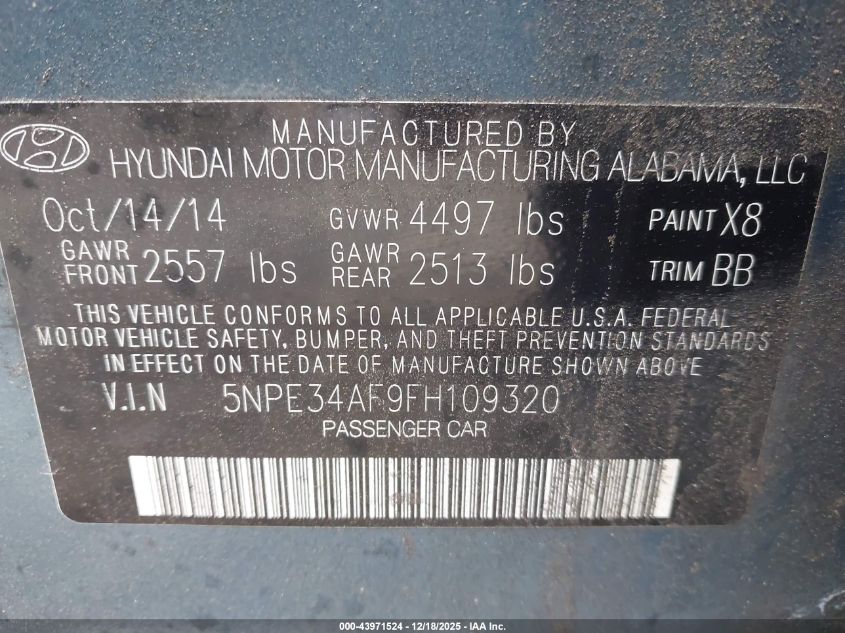 MANUFACTURED BY
HYUNDAI MOTOR MANUFACTURING ALABAMA, LLC
Oct/14/14 GVWR 4497 lbs PAINT X8
GAWR FRONT 2557 lbs GAWR REAR 2513 lbs TRIM BB
THIS VEHICLE CONFORMS TO ALL APPLICABLE U.S.A. FEDERAL
MOTOR VEHICLE SAFETY, BUMPER, AND THEFT PREVENTION STANDARDS
IN EFFECT ON THE DATE OF MANUFACTURE SHOWN ABOVE
V.I.N 5NPE34AF9FH109320
PASSENGER CAR
000-43971524 - 12/18/2025 - IAA Inc.